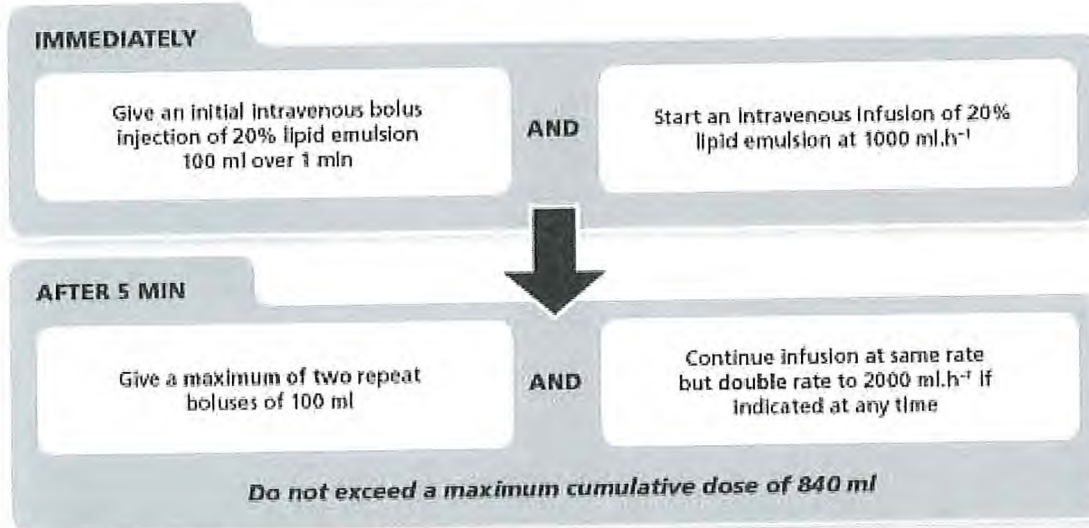 IMMEDIATELY
Give an initial intravenous bolus
injection of 20% lipid emulsion
100 ml over 1 min
AND
Start an intravenous infusion of 20%
lipid emulsion at 1000 ml.h⁻¹
AFTER 5 MIN
Give a maximum of two repeat
boluses of 100 ml
AND
Continue infusion at same rate
but double rate to 2000 ml.h⁻¹ if
indicated at any time
Do not exceed a maximum cumulative dose of 840 ml